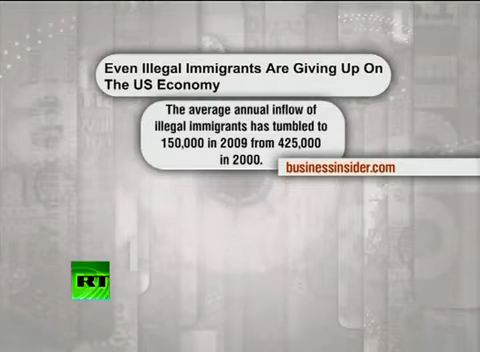 Even Illegal Immigrants Are Giving Up On
The US Economy
The average annual inflow of
illegal immigrants has tumbled to
150,000 in 2009 from 425,000
in 2000.
businessinsider.com
RT